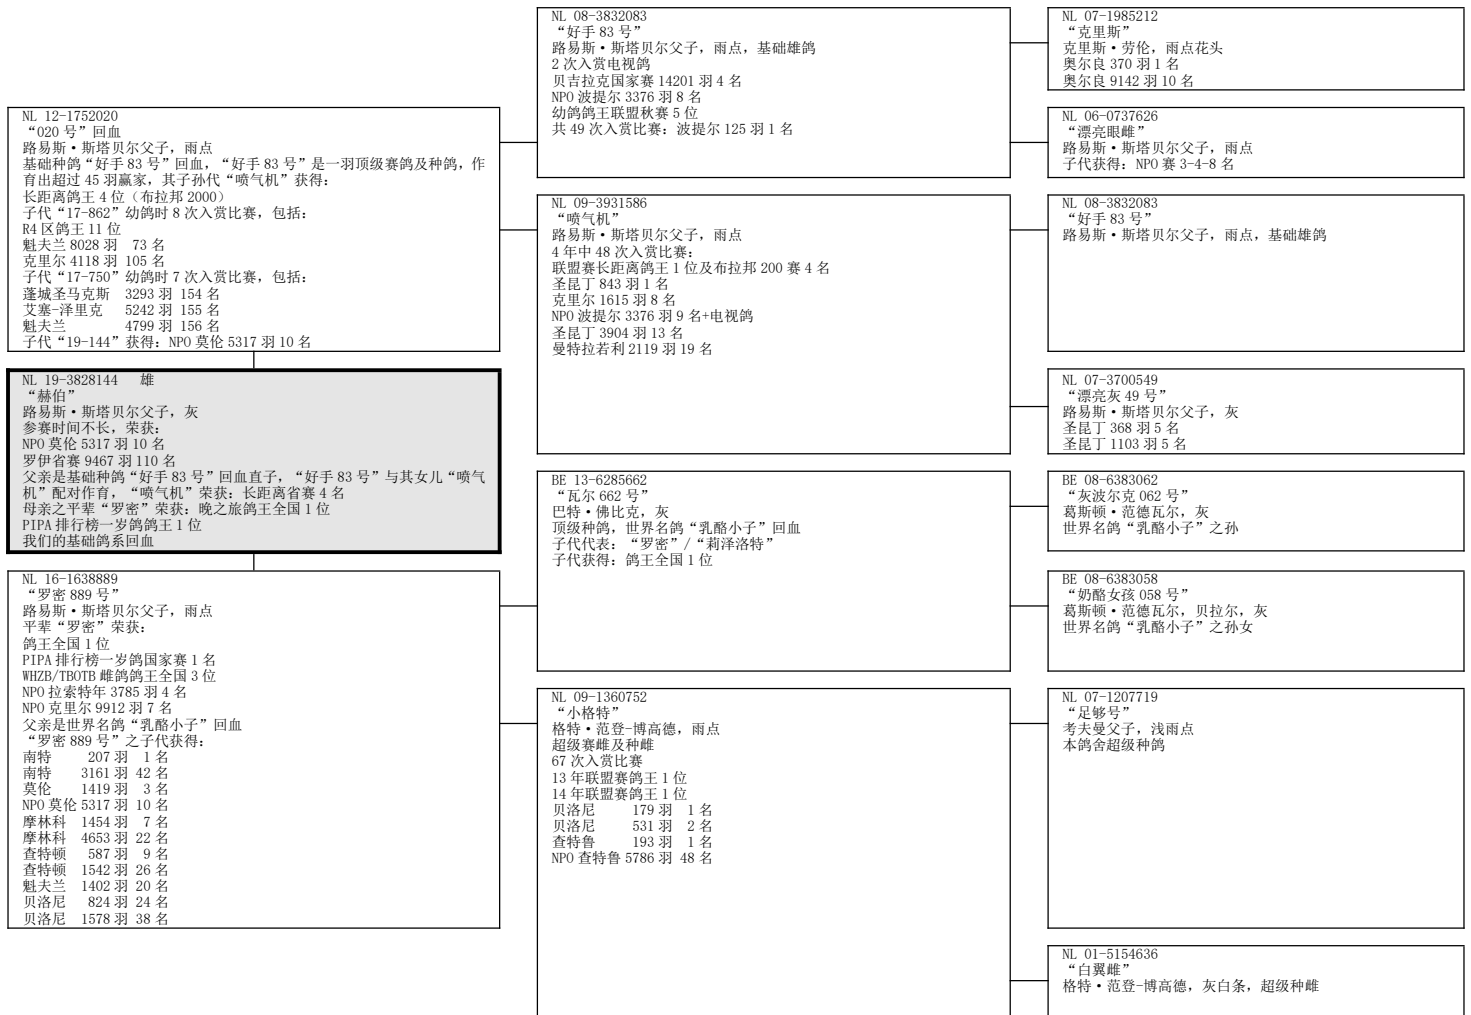 NL 12-1752020
“020 号”回血
路易斯·斯塔贝尔父子，雨点
基础种鸽“好手 83 号”回血，“好手 83 号”是一羽顶级赛鸽及种鸽，作
育出超过 45 羽赢家，其子孙代“喷气机”获得：
长距离鸽王 4 位（布拉邦 2000）
子代“17-862”幼鸽时 8 次入赏比赛，包括：
R4 区鸽王 11 位
魁夫兰 8028 羽 73 名
克里尔 4118 羽 105 名
子代“17-750”幼鸽时 7 次入赏比赛，包括：
蓬城圣马克斯 3293 羽 154 名
艾塞-泽里克 5242 羽 155 名
魁夫兰 4799 羽 156 名
子代“19-144”获得：NPO 莫伦 5317 羽 10 名
NL 19-3828144 雄
“赫伯”
路易斯·斯塔贝尔父子，灰
参赛时间不长，荣获：
NPO 莫伦 5317 羽 10 名
罗伊省赛 9467 羽 110 名
父亲是基础种鸽“好手 83 号”回血直子，“好手 83 号”与其女儿“喷气
机”配对作育，“喷气机”荣获：长距离省赛 4 名
母亲之平辈“罗密”荣获：晚之旅鸽王全国 1 位
PIPA 排行榜一岁鸽鸽王 1 位
我们的基础鸽系回血
NL 16-1638889
“罗密 889 号”
路易斯·斯塔贝尔父子，雨点
平辈“罗密”荣获：
鸽王全国 1 位
PIPA 排行榜一岁鸽国家赛 1 名
WHZB/TBOTB 雌鸽鸽王全国 3 位
NPO 拉索特年 3785 羽 4 名
NPO 克里尔 9912 羽 7 名
父亲是世界名鸽“乳酪小子”回血
“罗密 889 号”之子代获得：
南特 207 羽 1 名
南特 3161 羽 42 名
莫伦 1419 羽 3 名
NPO 莫伦 5317 羽 10 名
摩林科 1454 羽 7 名
摩林科 4653 羽 22 名
查特顿 587 羽 9 名
查特顿 1542 羽 26 名
魁夫兰 1402 羽 20 名
贝洛尼 824 羽 24 名
贝洛尼 1578 羽 38 名
NL 08-3832083
“好手 83 号”
路易斯·斯塔贝尔父子，雨点，基础雄鸽
2 次入赏电视鸽
贝吉拉克国家赛 14201 羽 4 名
NPO 波提尔 3376 羽 8 名
幼鸽鸽王联盟秋赛 5 位
共 49 次入赏比赛：波提尔 125 羽 1 名
NL 09-3931586
“喷气机”
路易斯·斯塔贝尔父子，雨点
4 年中 48 次入赏比赛：
联盟赛长距离鸽王 1 位及布拉邦 200 赛 4 名
圣昆丁 843 羽 1 名
克里尔 1615 羽 8 名
NPO 波提尔 3376 羽 9 名+电视鸽
圣昆丁 3904 羽 13 名
曼特拉若利 2119 羽 19 名
BE 13-6285662
“瓦尔 662 号”
巴特·佛比克，灰
顶级种鸽，世界名鸽“乳酪小子”回血
子代代表：“罗密”/“莉泽洛特”
子代获得：鸽王全国 1 位
NL 09-1360752
“小格特”
格特·范登-博高德，雨点
超级赛雌及种雌
67 次入赏比赛
13 年联盟赛鸽王 1 位
14 年联盟赛鸽王 1 位
贝洛尼 179 羽 1 名
贝洛尼 531 羽 2 名
查特鲁 193 羽 1 名
NPO 查特鲁 5786 羽 48 名
NL 07-1985212
“克里斯”
克里斯·劳伦，雨点花头
奥尔良 370 羽 1 名
奥尔良 9142 羽 10 名
NL 06-0737626
“漂亮眼雌”
路易斯·斯塔贝尔父子，雨点
子代获得：NPO 赛 3-4-8 名
NL 08-3832083
“好手 83 号”
路易斯·斯塔贝尔父子，雨点，基础雄鸽
NL 07-3700549
“漂亮灰 49 号”
路易斯·斯塔贝尔父子，灰
圣昆丁 368 羽 5 名
圣昆丁 1103 羽 5 名
BE 08-6383062
“灰波尔克 062 号”
葛斯顿·范德瓦尔，灰
世界名鸽“乳酪小子”之孙
BE 08-6383058
“奶酪女孩 058 号”
葛斯顿·范德瓦尔，贝拉尔，灰
世界名鸽“乳酪小子”之孙女
NL 07-1207719
“足够号”
考夫曼父子，浅雨点
本鸽舍超级种鸽
NL 01-5154636
“白翼雌”
格特·范登-博高德，灰白条，超级种雌